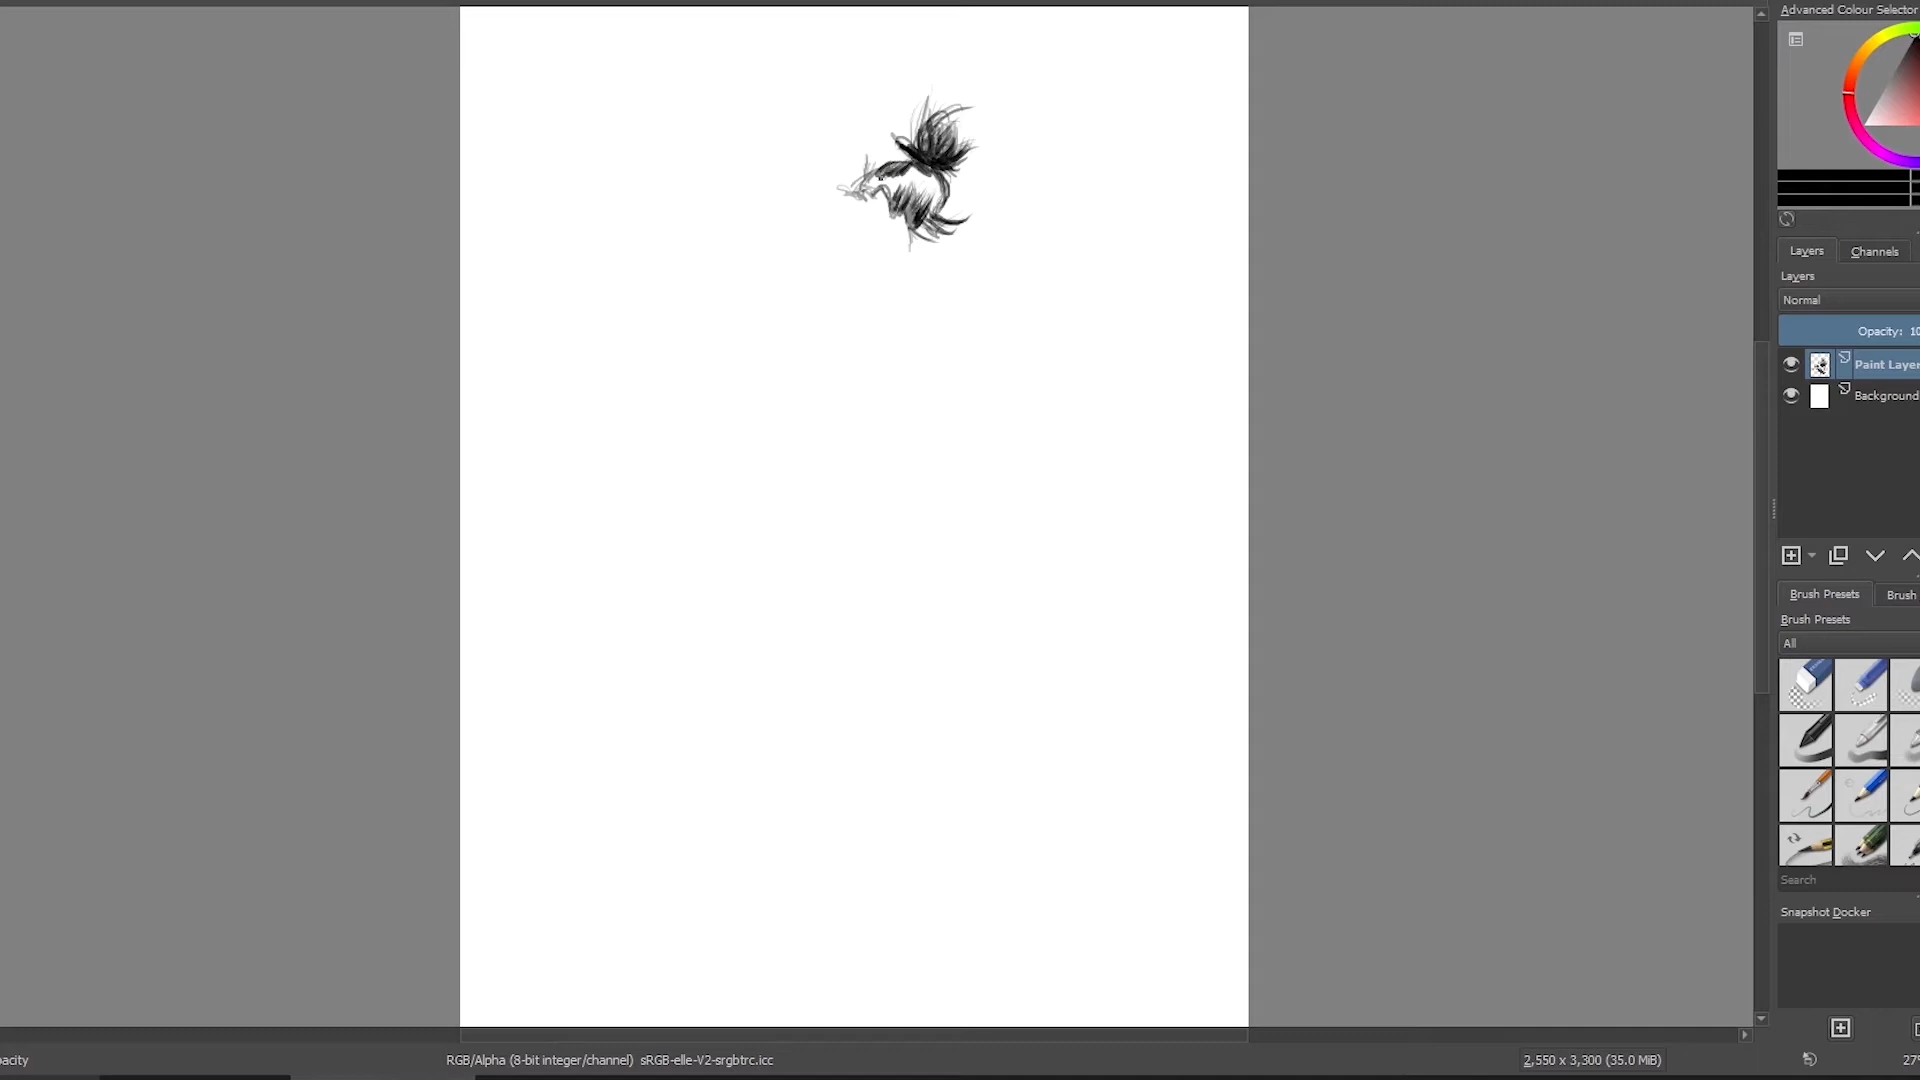 Advanced Colour Selector
Layers
Channels
Layers
Normal
Opacity: 10
Paint Layer
Background
Brush Presets
Brush
Brush Presets
All
Search
Snapshot Docker
pacity
RGB/Alpha (8-bit integer/channel) sRGB-elle-V2-srgbtrc.icc
2,550 x 3,300 (35.0 MiB)
27%